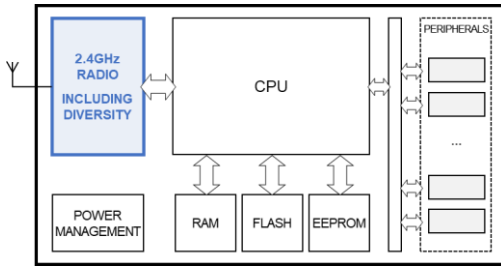 2.4GHz
RADIO
INCLUDING
DIVERSITY
CPU
PERIPHERALS
...
POWER
MANAGEMENT
RAM
FLASH
EEPROM